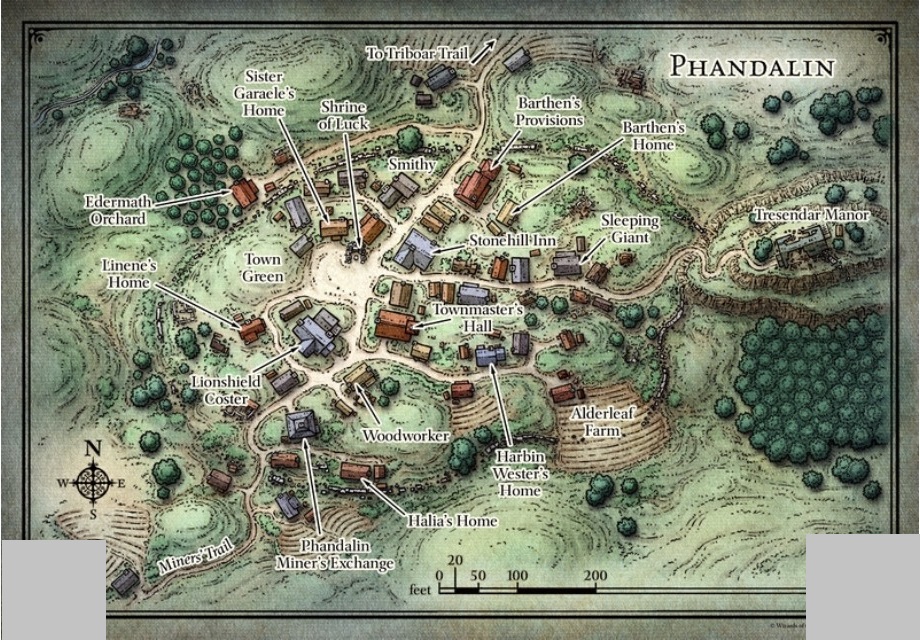 To Triboar Trail
PHANDALIN
Sister
Garaele's
Home
Shrine
of Luck
Barthen's
Provisions
Barthen's
Home
Smithy
Edermath
Orchard
Sleeping
Giant
Tresendar Manor
Stonehill Inn
Town
Green
Linene's
Home
Townmaster's
Hall
Lionshield
Coster
Alderleaf
Farm
Woodworker
Harbin
Wester's
Home
N
W E
S
Halia's Home
Phandalin
Miner's Exchange
Miners' Trail
20
0 50 100 200
feet
© Wizards of